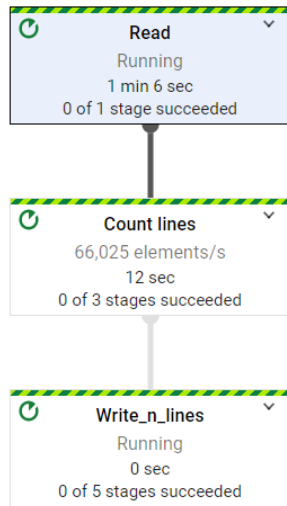 Read
Running
1 min 6 sec
0 of 1 stage succeeded
Count lines
66,025 elements/s
12 sec
0 of 3 stages succeeded
Write_n_lines
Running
0 sec
0 of 5 stages succeeded